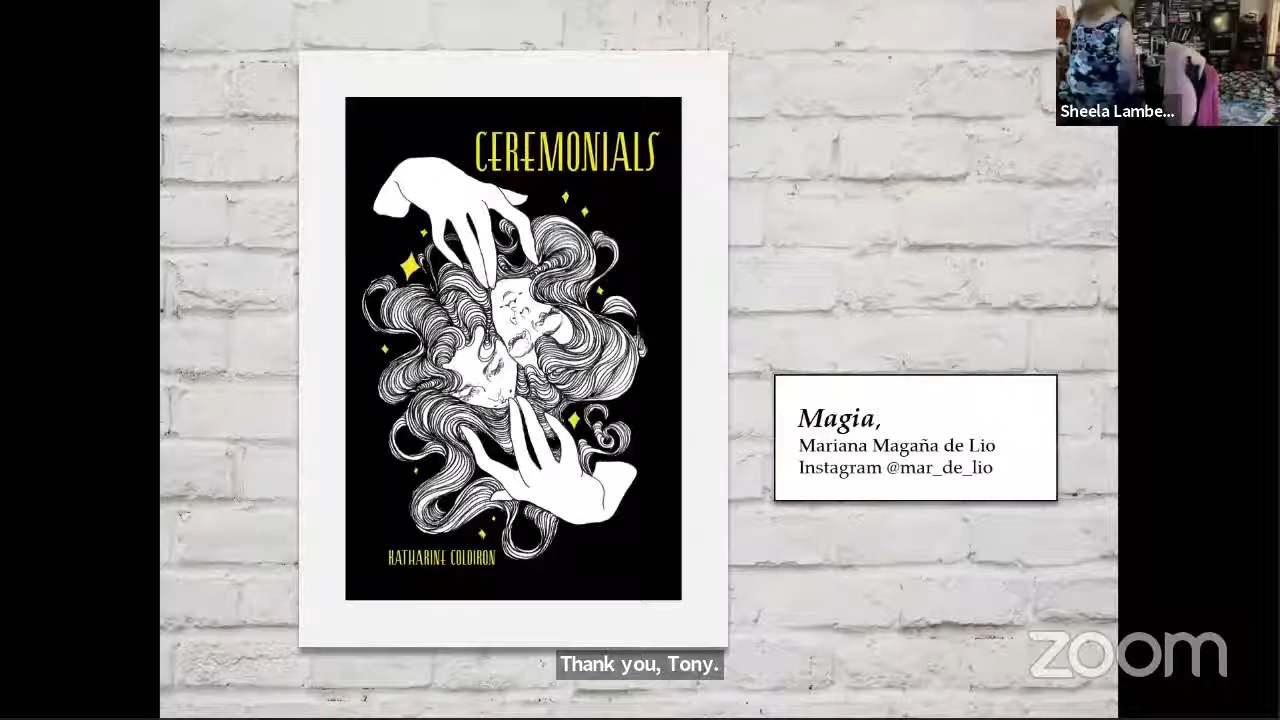 CEREMONIALS
KATHARINE COLDIRON
Sheela Lambe...
Magia,
Mariana Magaña de Lio
Instagram @mar_de_lio
Thank you, Tony.
zoom